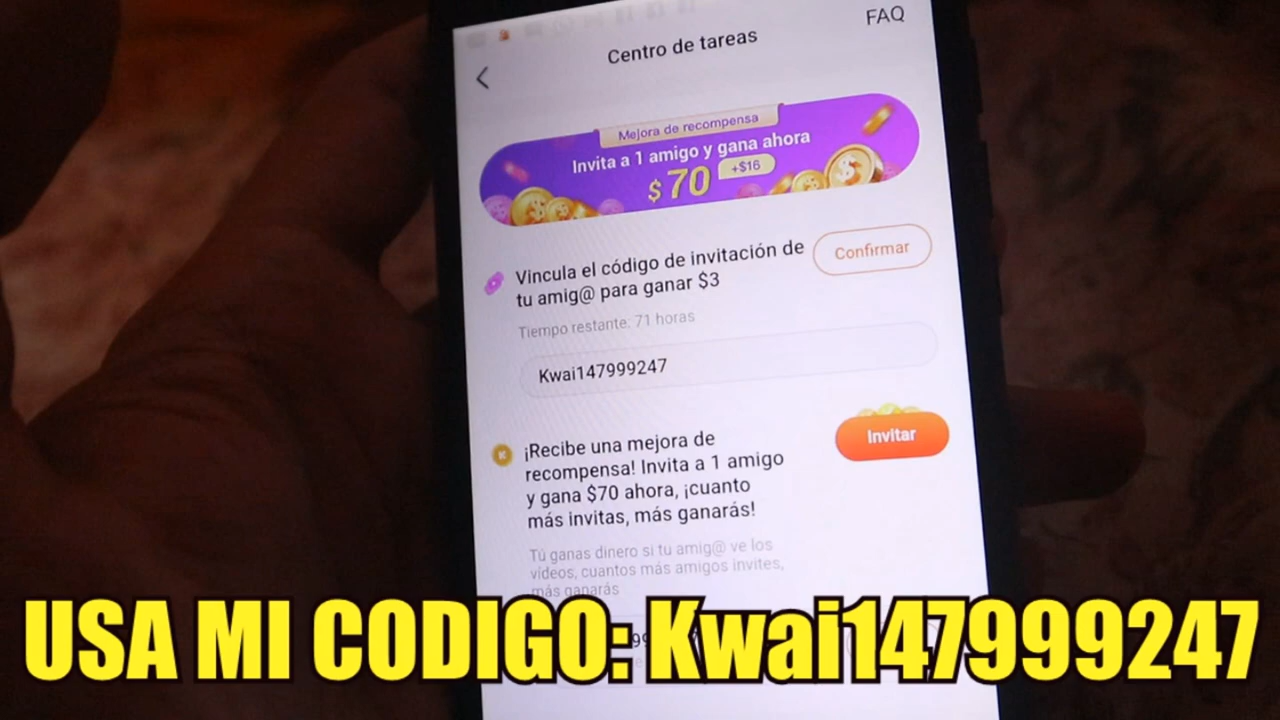 FAQ
Centro de tareas
Mejora de recompensa
Invita a 1 amigo y gana ahora
$70 +$16
Vincula el código de invitación de
tu amig@ para ganar $3
Confirmar
Tiempo restante: 71 horas
Kwai147999247
¡Recibe una mejora de
recompensa! Invita a 1 amigo
y gana $70 ahora, ¡cuanto
más invitas, más ganarás!
Invitar
Tú ganas dinero si tu amig@ ve los
vídeos, cuantos más amigos invites,
más ganarás
USA MI CODIGO: Kwai147999247